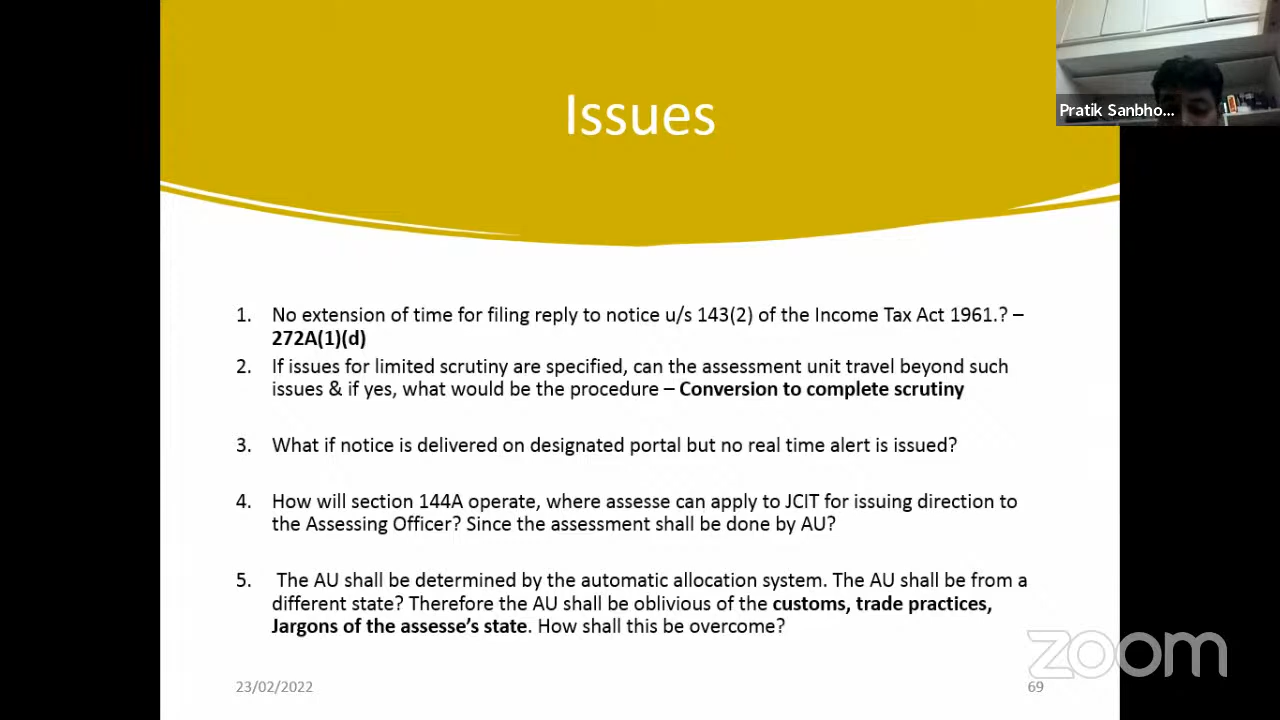 Issues
Pratik Sanbho...
1. No extension of time for filing reply to notice u/s 143(2) of the Income Tax Act 1961.? –
272A(1)(d)
2. If issues for limited scrutiny are specified, can the assessment unit travel beyond such
issues & if yes, what would be the procedure – Conversion to complete scrutiny
3. What if notice is delivered on designated portal but no real time alert is issued?
4. How will section 144A operate, where assesse can apply to JCIT for issuing direction to
the Assessing Officer? Since the assessment shall be done by AU?
5. The AU shall be determined by the automatic allocation system. The AU shall be from a
different state? Therefore the AU shall be oblivious of the customs, trade practices,
Jargons of the assesse's state. How shall this be overcome?
zoom
23/02/2022
69